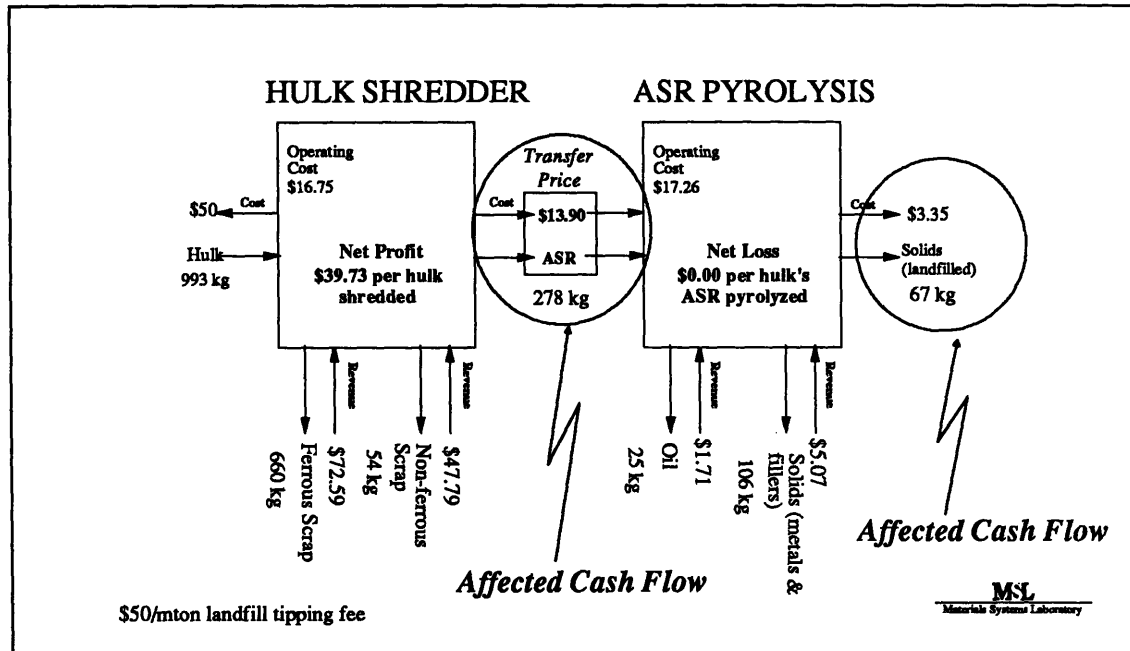 HULK SHREDDER
ASR PYROLYSIS
Operating
Cost
$16.75
$50
Cost
Hulk
993 kg
Net Profit
$39.73 per hulk
shredded
Transfer
Price
Cost
$13.90
ASR
278 kg
Operating
Cost
$17.26
Net Loss
$0.00 per hulk's
ASR pyrolyzed
Cost
$3.35
Solids
(landfilled)
67 kg
Revenue
Revenue
Revenue
Revenue
Ferrous Scrap
660 kg
$72.59
Non-ferrous
Scrap
54 kg
$47.79
Oil
25 kg
$1.71
Solids (metals &
fillers)
106 kg
$5.07
Affected Cash Flow
Affected Cash Flow
$50/mton landfill tipping fee
MSL
Materials Systems Laboratory